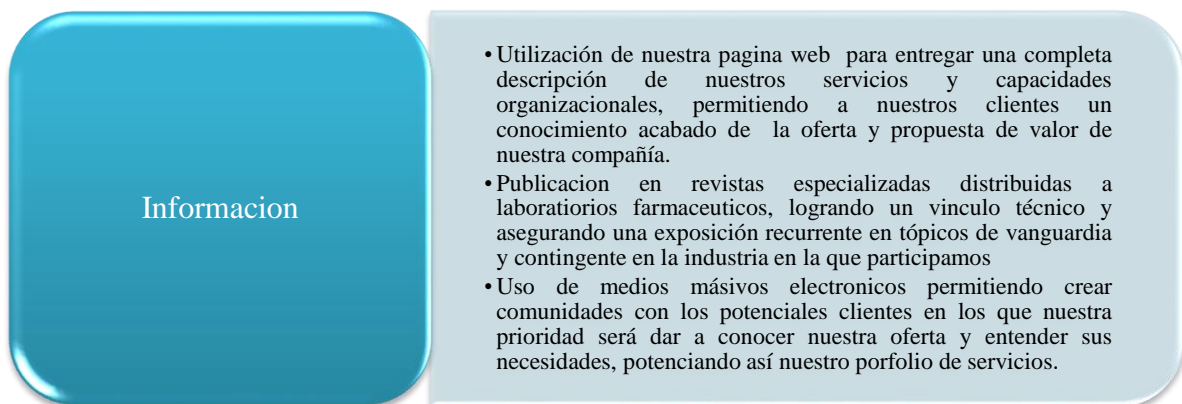 Informacion
• Utilización de nuestra pagina web para entregar una completa
descripción de nuestros servicios y capacidades
organizacionales, permitiendo a nuestros clientes un
conocimiento acabado de la oferta y propuesta de valor de
nuestra compañía.
• Publicacion en revistas especializadas distribuidas a
laboratiorios farmaceuticos, logrando un vinculo técnico y
asegurando una exposición recurrente en tópicos de vanguardia
y contingente en la industria en la que participamos
• Uso de medios másivos electronicos permitiendo crear
comunidades con los potenciales clientes en los que nuestra
prioridad será dar a conocer nuestra oferta y entender sus
necesidades, potenciando así nuestro porfolio de servicios.